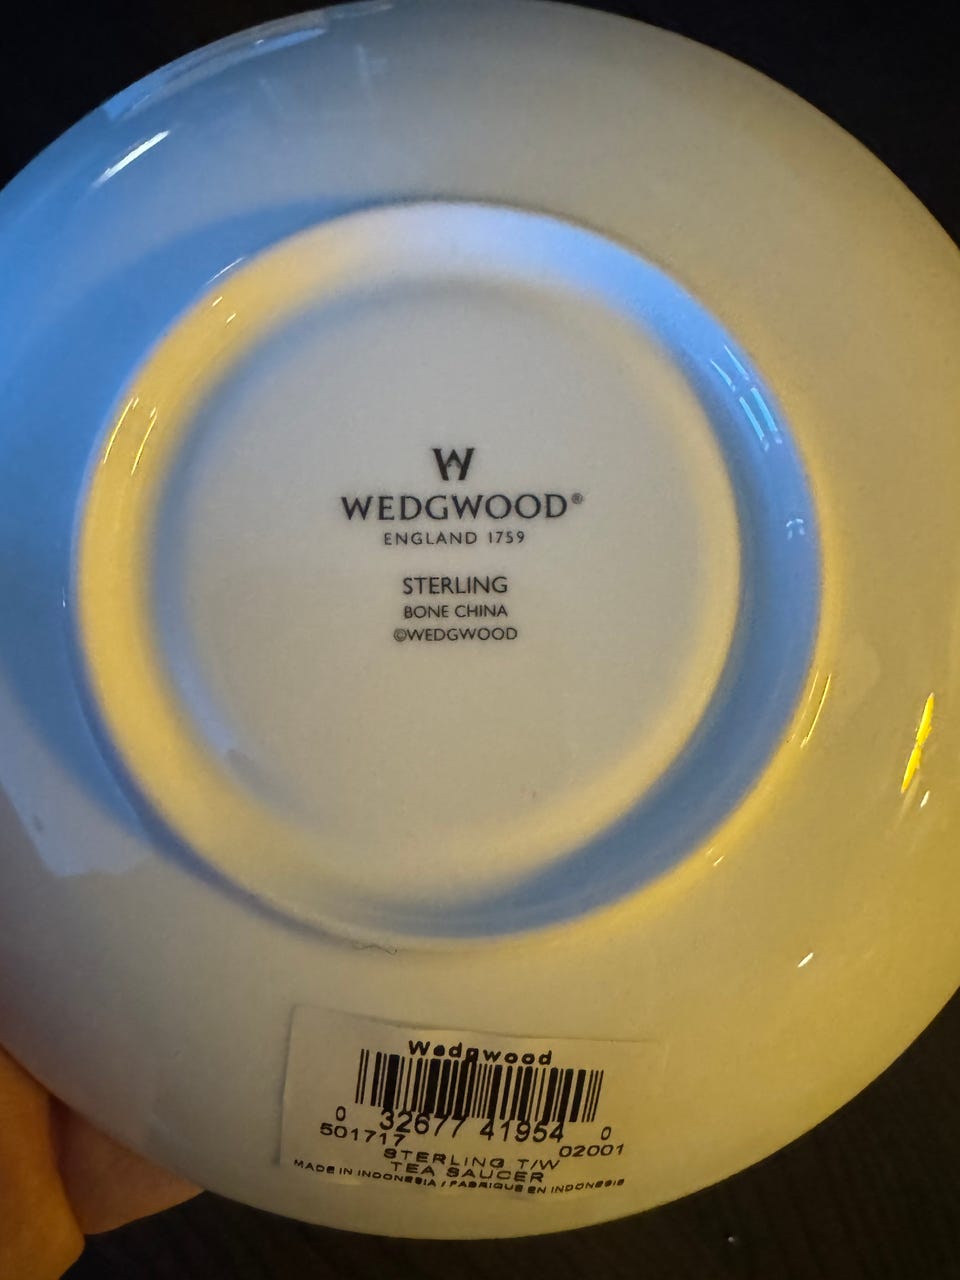 W
WEDGWOOD®
ENGLAND 1759
STERLING
BONE CHINA
©WEDGWOOD
Wedgwood
0 32677 41954 0
501717 02001
STERLING T/W
TEA SAUCER
MADE IN INDONESIA / FABRIQUE EN INDONESIE